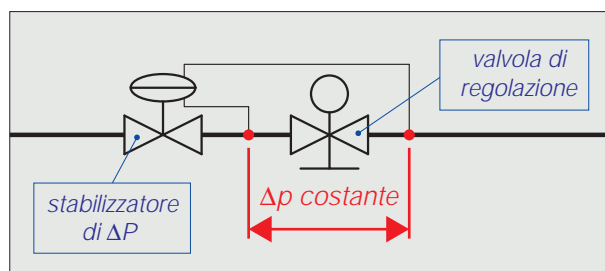 valvola di
regolazione
Δp costante
stabilizzatore
di ΔP